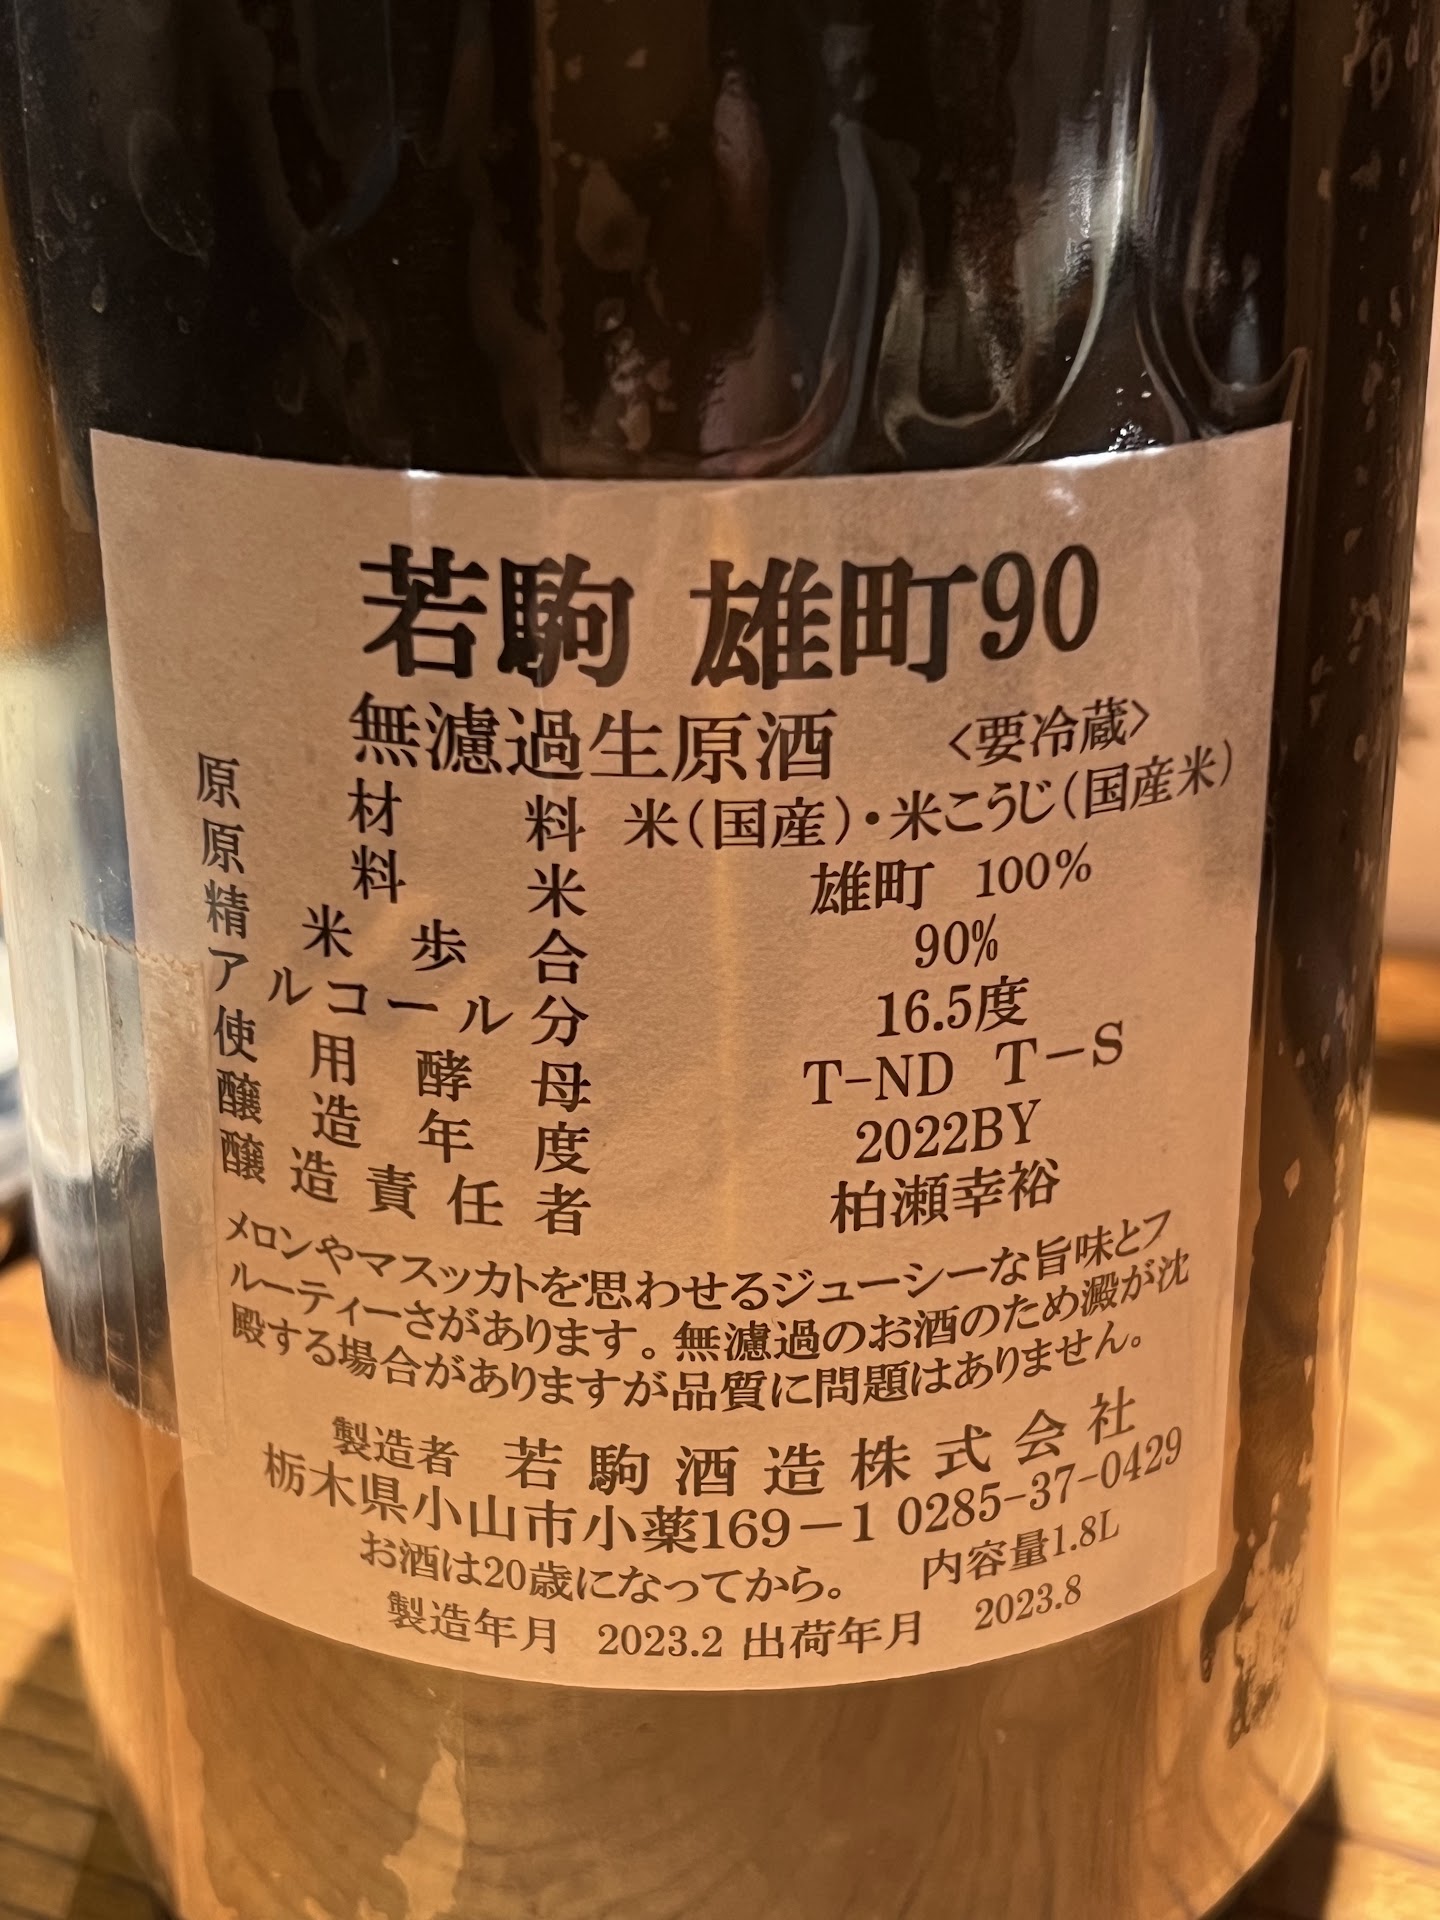 若駒 雄町90
無濾過生原酒 〈要冷蔵〉
原材料 米(国産)・米こうじ(国産米)
原料米 雄町 100%
精米歩合 90%
アルコール分 16.5度
使用酵母 T-ND T-S
醸造年度 2022BY
醸造責任者 柏瀬幸裕
メロンやマスッカトを思わせるジューシーな旨味とフ
ルーティーさがあります。無濾過のお酒のため澱が沈
殿する場合がありますが品質に問題はありません。
製造者 若駒酒造株式会社
栃木県小山市小薬169-1 0285-37-0429
お酒は20歳になってから。 内容量1.8L
製造年月 2023.2 出荷年月 2023.8